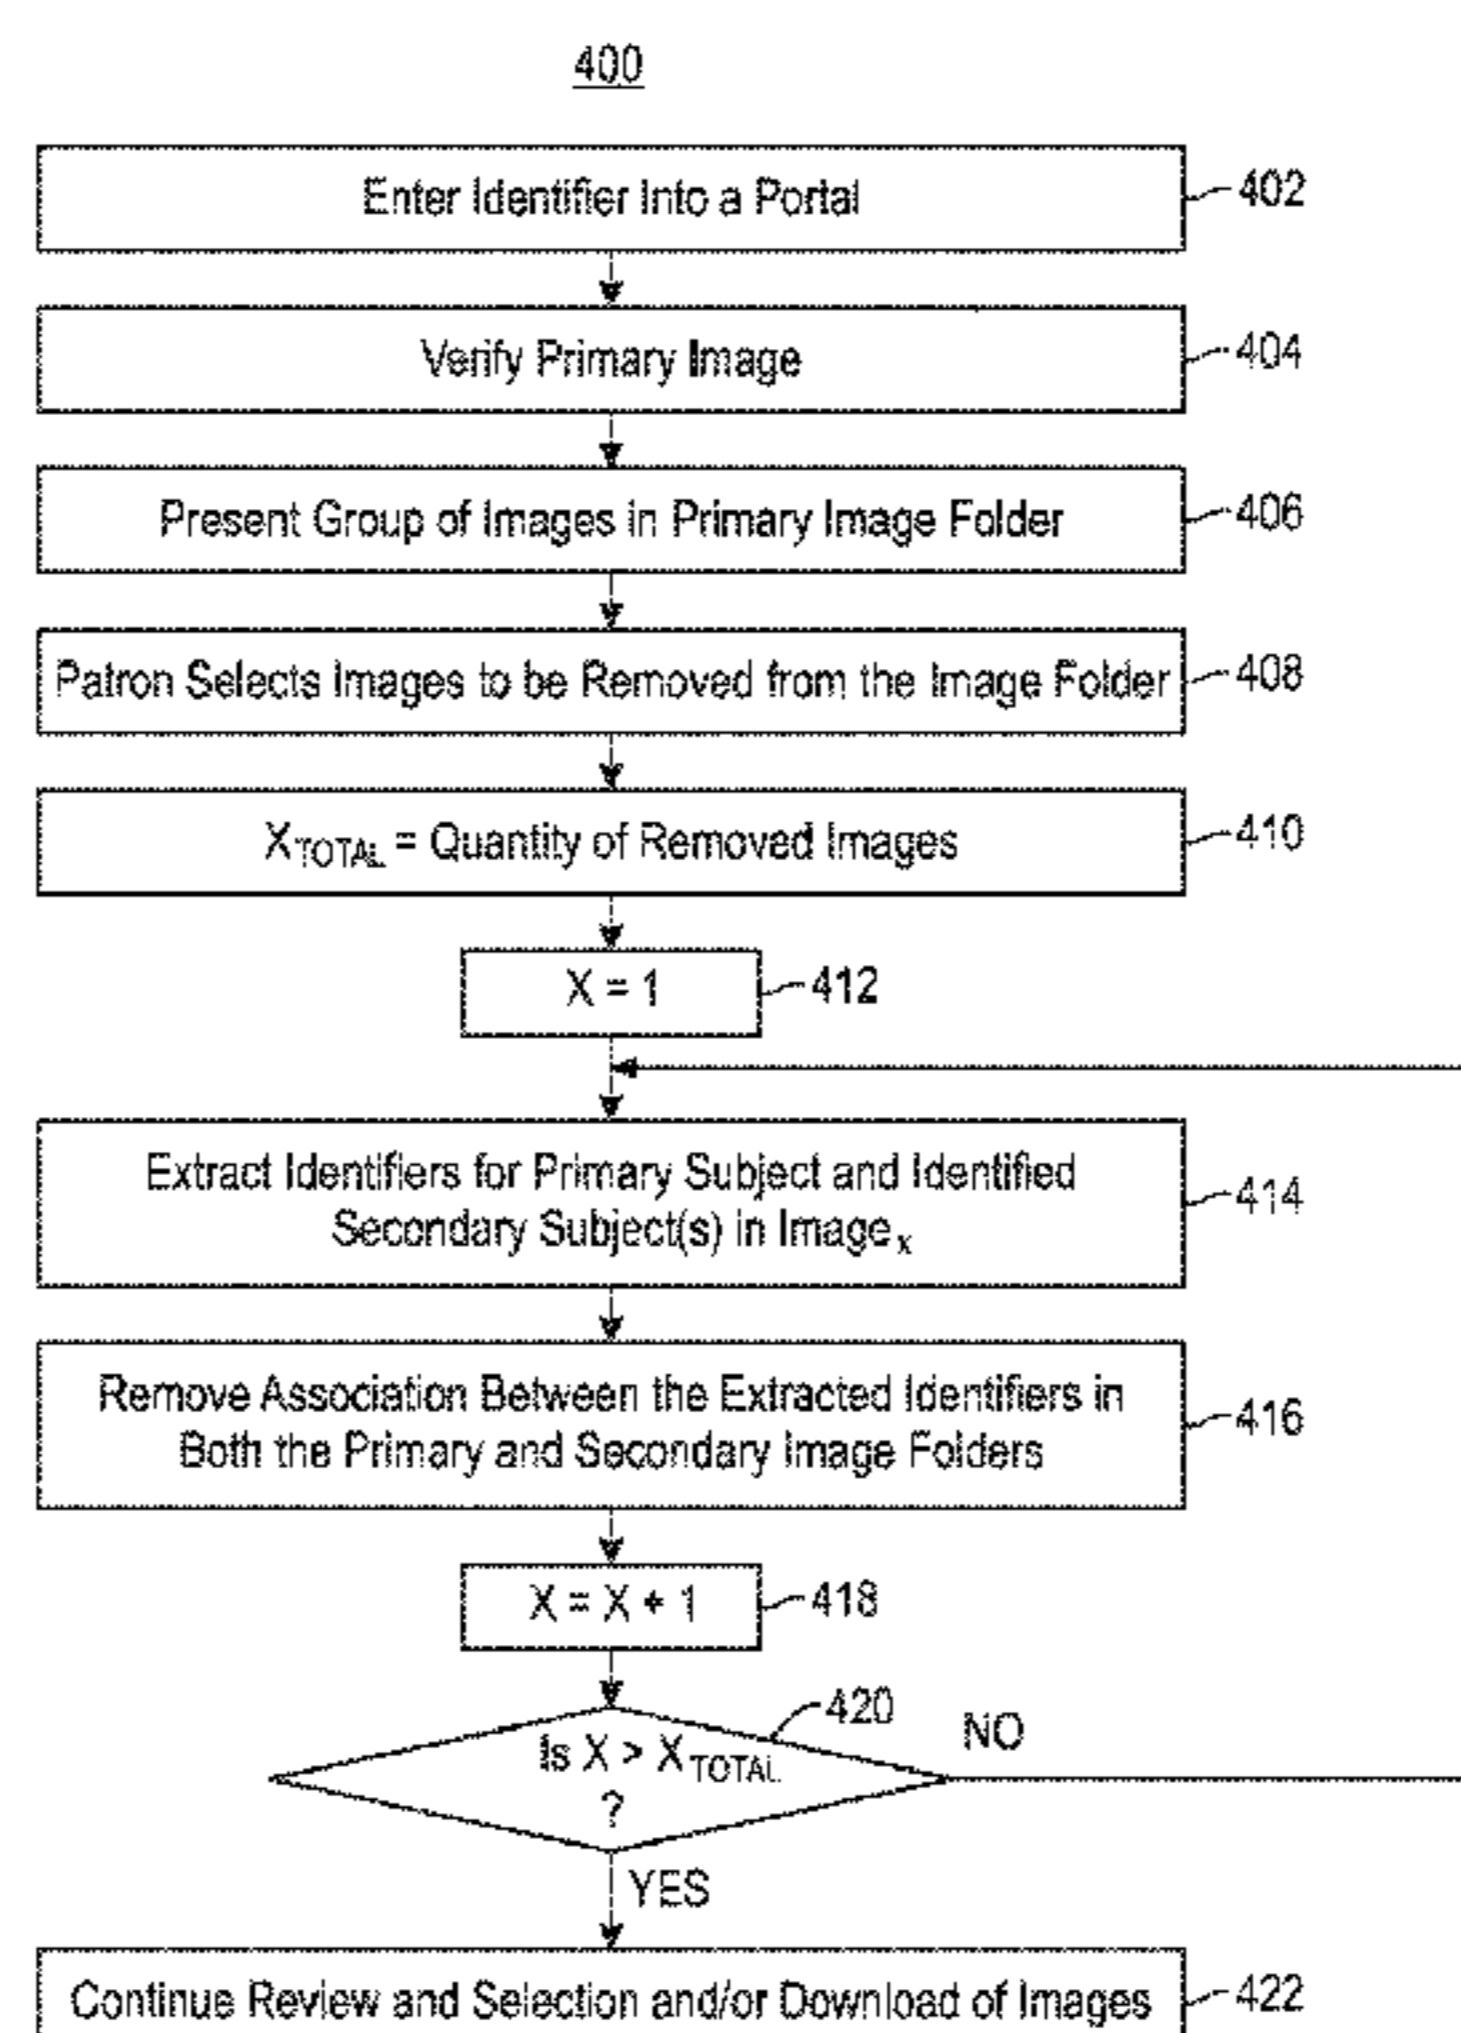 400
Enter Identifier Into a Portal
402
Verify Primary Image
404
Present Group of Images in Primary Image Folder
406
Patron Selects Images to be Removed from the Image Folder
408
XTOTAL = Quantity of Removed Images
410
X = 1
412
Extract Identifiers for Primary Subject and Identified
Secondary Subject(s) in Imagex
414
Remove Association Between the Extracted Identifiers in
Both the Primary and Secondary Image Folders
416
X = X + 1
418
420
Is X > XTOTAL
?
NO
YES
Continue Review and Selection and/or Download of Images
422